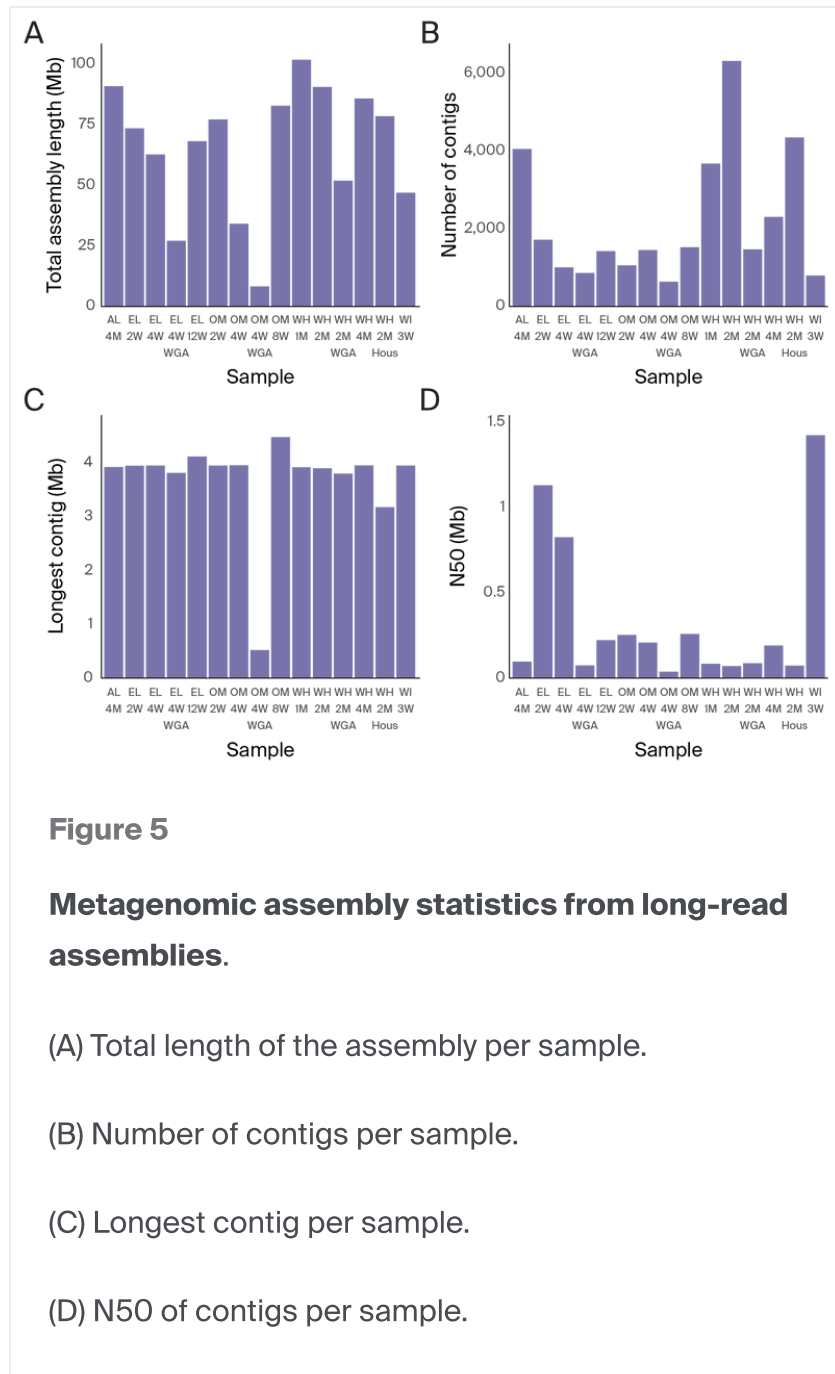 A
B
Total assembly length (Mb)
100
75
50
25
0
AL EL EL EL EL OM OM OM OM WH WH WH WH WH WI
4M 2W 4W 4W 12W 2W 4W 4W 8W 1M 2M 2M 4M 2M 3W
WGA WGA WGA Hous
Sample
Number of contigs
6,000
4,000
2,000
0
AL EL EL EL EL OM OM OM OM WH WH WH WH WH WI
4M 2W 4W 4W 12W 2W 4W 4W 8W 1M 2M 2M 4M 2M 3W
WGA WGA WGA Hous
Sample
C
D
Longest contig (Mb)
4
3
2
1
0
AL EL EL EL EL OM OM OM OM WH WH WH WH WH WI
4M 2W 4W 4W 12W 2W 4W 4W 8W 1M 2M 2M 4M 2M 3W
WGA WGA WGA Hous
Sample
N50 (Mb)
1.5
1
0.5
0
AL EL EL EL EL OM OM OM OM WH WH WH WH WH WI
4M 2W 4W 4W 12W 2W 4W 4W 8W 1M 2M 2M 4M 2M 3W
WGA WGA WGA Hous
Sample
Figure 5
Metagenomic assembly statistics from long-read
assemblies.
(A) Total length of the assembly per sample.
(B) Number of contigs per sample.
(C) Longest contig per sample.
(D) N50 of contigs per sample.